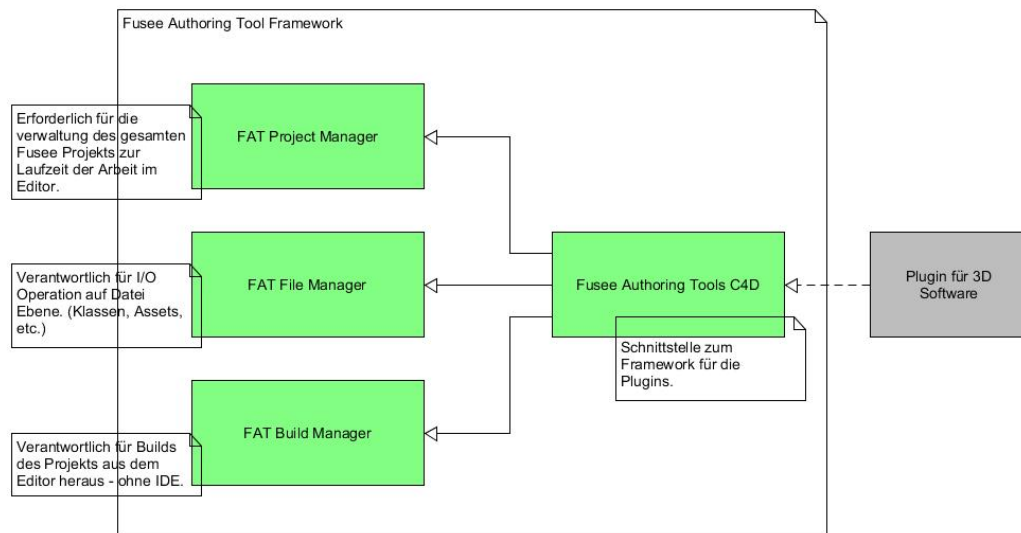 Fusee Authoring Tool Framework
Erforderlich für die
verwaltung des gesamten
Fusee Projekts zur
Laufzeit der Arbeit im
Editor.
FAT Project Manager
Verantwortlich für I/O
Operation auf Datei
Ebene. (Klassen, Assets,
etc.)
FAT File Manager
Fusee Authoring Tools C4D
Schnittstelle zum
Framework für die
Plugins.
Plugin für 3D
Software
Verantwortlich für Builds
des Projekts aus dem
Editor heraus - ohne IDE.
FAT Build Manager